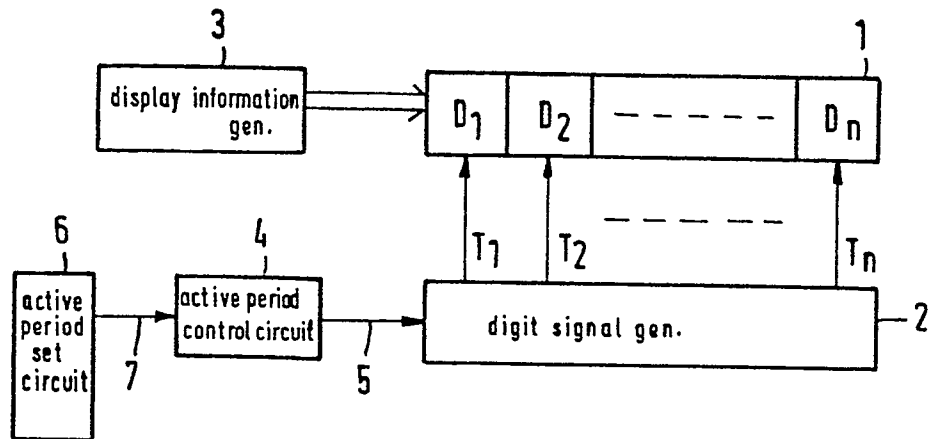 3
display information
gen.
1
D1 D2 Dn
T1 T2 Tn
6
active
period
set
circuit
7
4
active period
control circuit
5
digit signal gen.
2